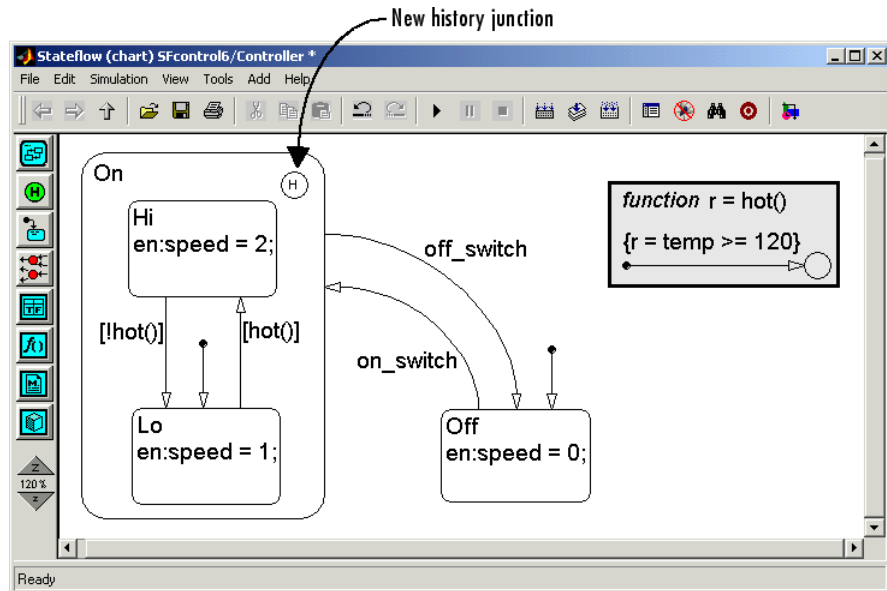 New history junction
Stateflow (chart) SFcontrol6/Controller *
File Edit Simulation View Tools Add Help
On
H
Hi
en:speed = 2;
function r = hot()
{r = temp >= 120}
off_switch
[!hot()]
[hot()]
on_switch
Lo
en:speed = 1;
Off
en:speed = 0;
H
TF
f()
M
Z
120 %
z
Ready